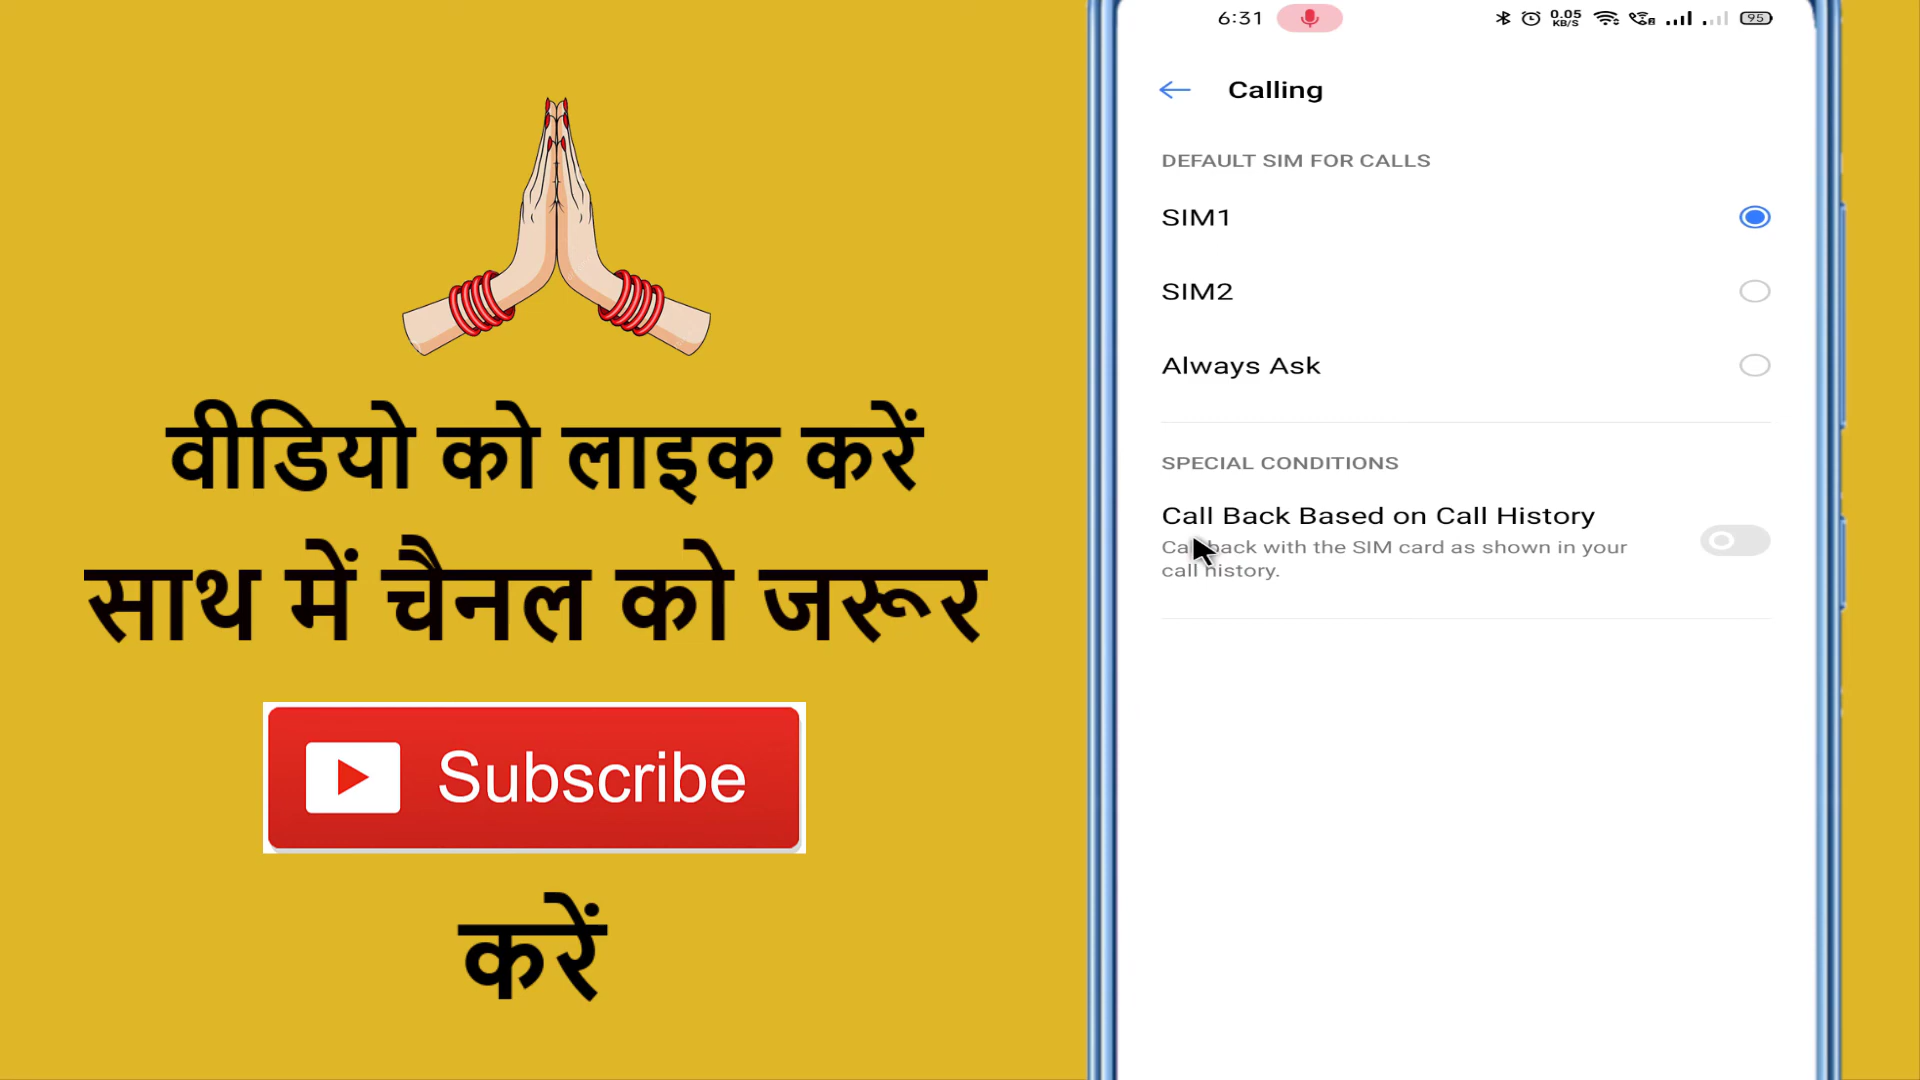 वीडियो को लाइक करें
साथ में चैनल को जरूर
Subscribe
करें
6:31
0.05
KB/S
95
Calling
DEFAULT SIM FOR CALLS
SIM1
SIM2
Always Ask
SPECIAL CONDITIONS
Call Back Based on Call History
Call back with the SIM card as shown in your
call history.